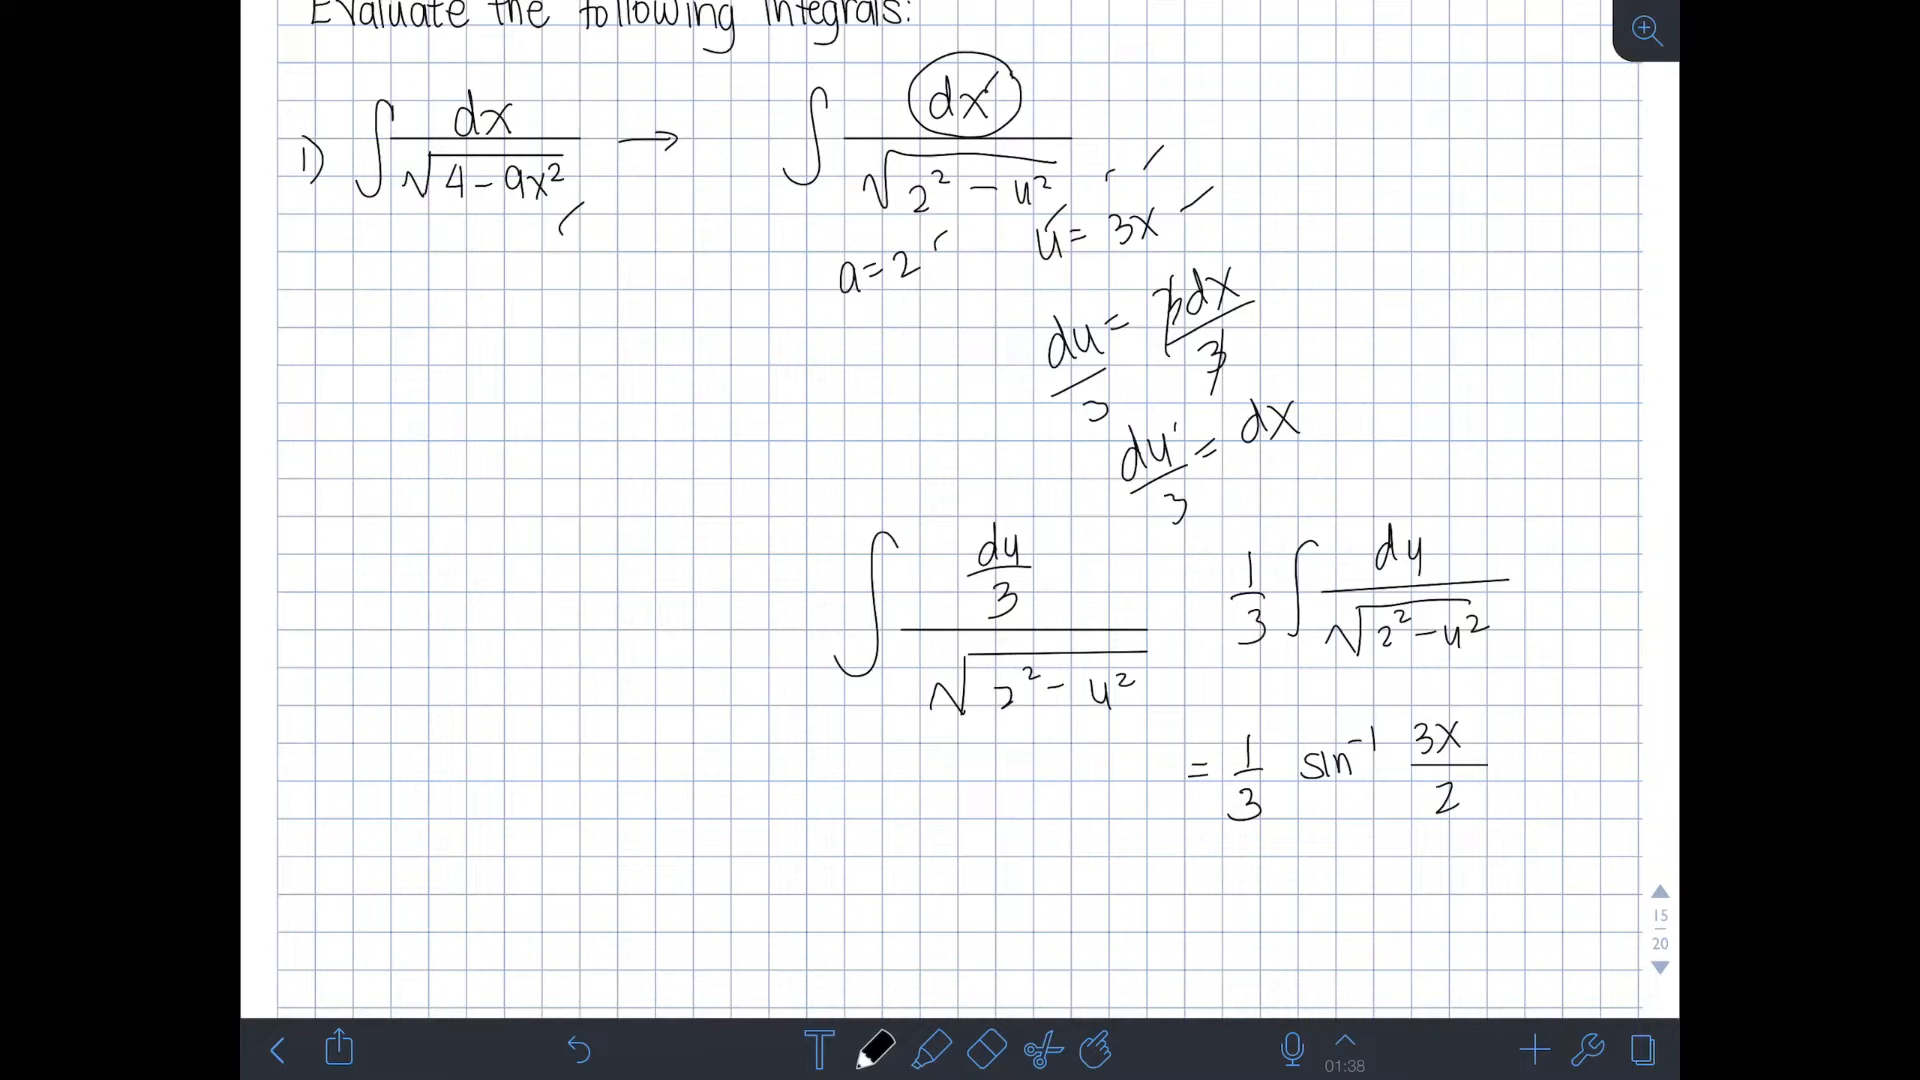 Evaluate the following integrals:
1) ∫ dx / √(4 - 9x²) → ∫ dx / √(2² - u²)
a = 2 u = 3x
du/3 = 3dx/3
du/3 = dx
∫ (du/3) / √(2² - u²) 1/3 ∫ du / √(2² - u²)
= 1/3 sin⁻¹ 3x/2
15
20
T
01:38